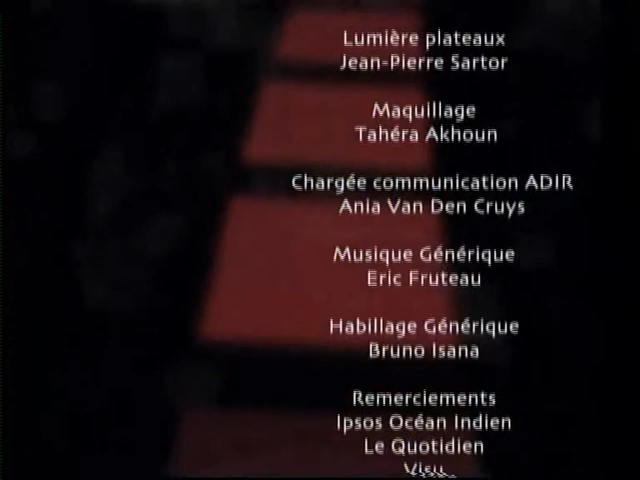 Lumière plateaux
Jean-Pierre Sartor
Maquillage
Tahéra Akhoun
Chargée communication ADIR
Ania Van Den Cruys
Musique Générique
Eric Fruteau
Habillage Générique
Bruno Isana
Remerciements
Ipsos Océan Indien
Le Quotidien
Visu